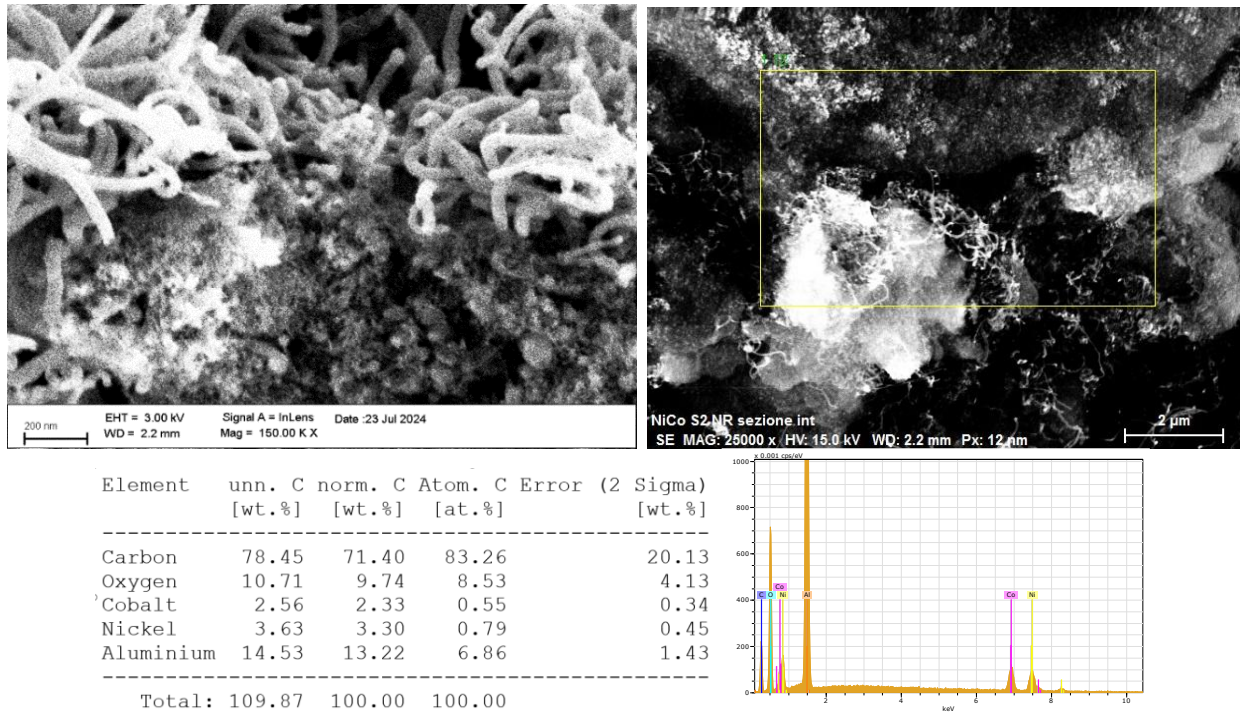 200 nm
EHT = 3.00 kV Signal A = InLens Date :23 Jul 2024
WD = 2.2 mm Mag = 150.00 K X
NiCo S2 NR sezione int 2 µm
SE MAG: 25000 x HV: 15.0 kV WD: 2.2 mm Px: 12 nm
Element unn. C norm. C Atom. C Error (2 Sigma)
[wt.%] [wt.%] [at.%] [wt.%]
Carbon 78.45 71.40 83.26 20.13
Oxygen 10.71 9.74 8.53 4.13
Cobalt 2.56 2.33 0.55 0.34
Nickel 3.63 3.30 0.79 0.45
Aluminium 14.53 13.22 6.86 1.43
Total: 109.87 100.00 100.00
x 0.001 cps/eV
1000
800
600
Co
C O Ni Al Co Ni
400
200
0
2 4 6 8 10
keV